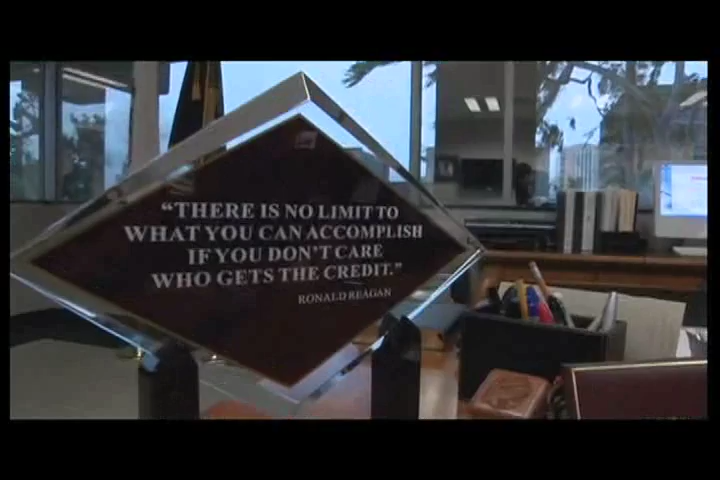 “THERE IS NO LIMIT TO
WHAT YOU CAN ACCOMPLISH
IF YOU DON’T CARE
WHO GETS THE CREDIT.”
RONALD REAGAN